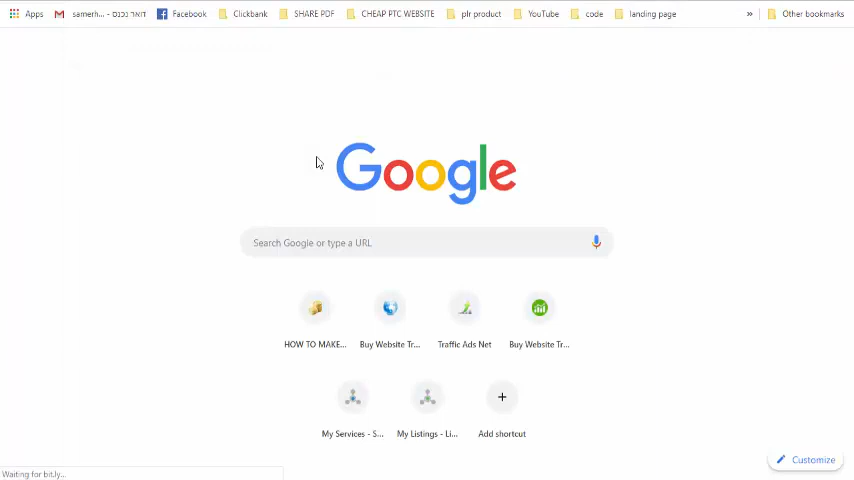 Apps samerh... - דואר נכנס Facebook Clickbank SHARE PDF CHEAP PTC WEBSITE plr product YouTube code landing page » Other bookmarks
Google
Search Google or type a URL
HOW TO MAKE... Buy Website Tr... Traffic Ads Net Buy Website Tr...
My Services - S... My Listings - Li... Add shortcut
Customize
Waiting for bit.ly...